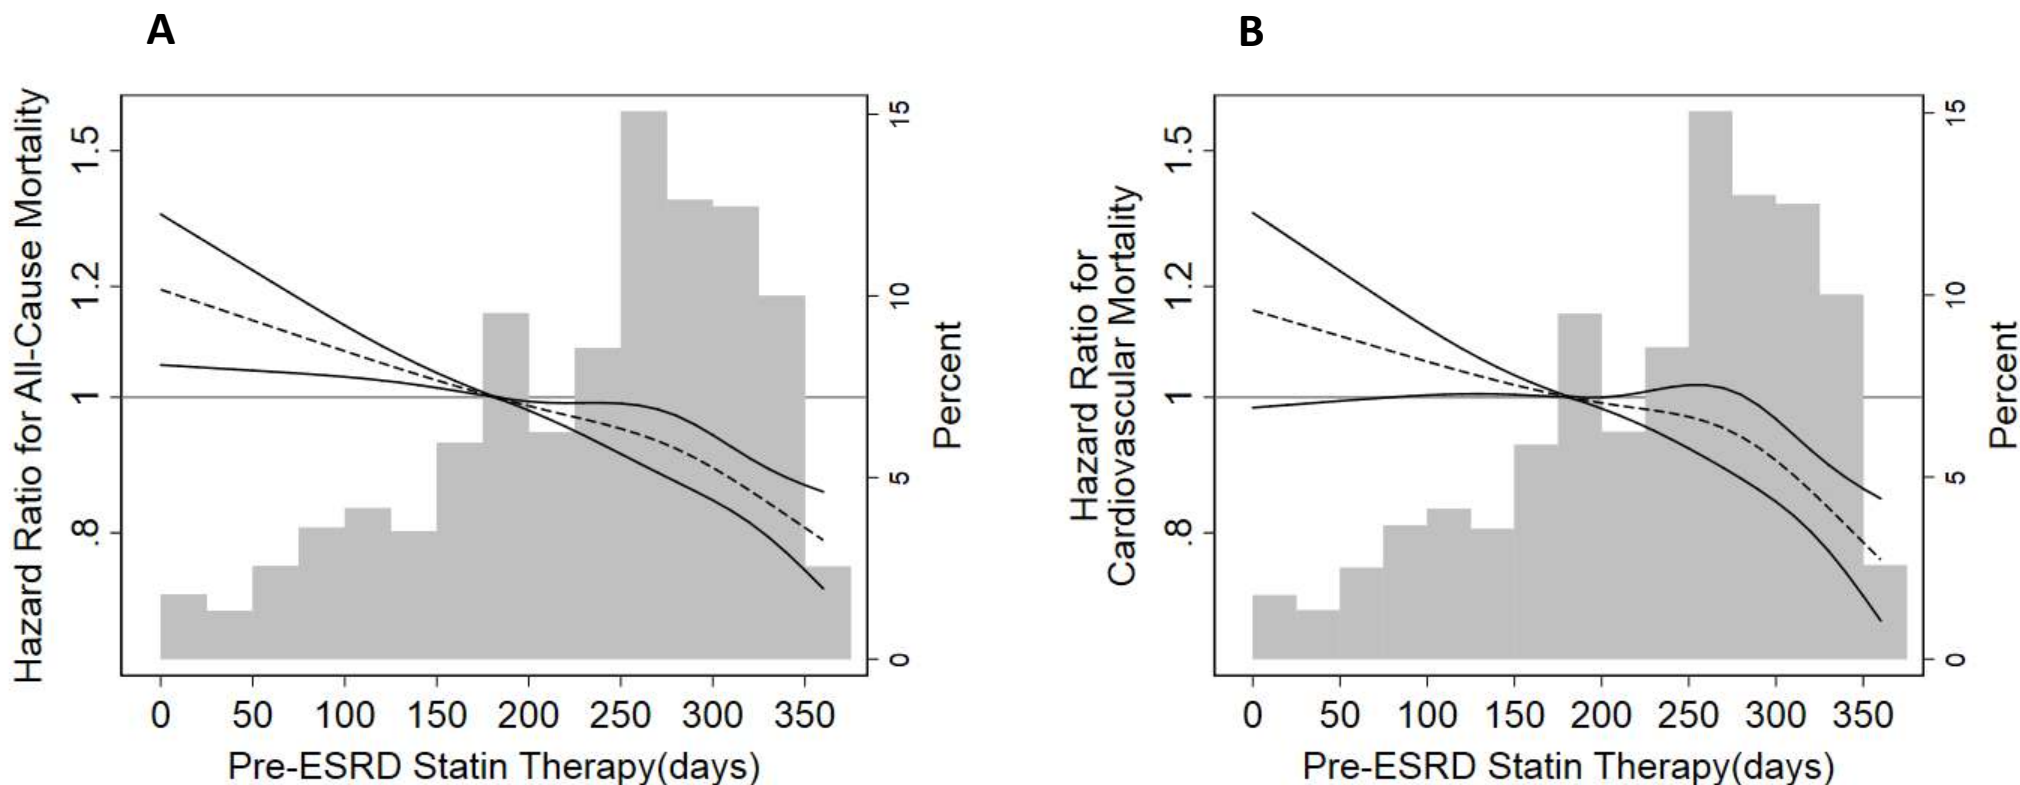 A
Hazard Ratio for All-Cause Mortality
1.5
1.2
1
.8
15
10
5
0
Percent
0 50 100 150 200 250 300 350
Pre-ESRD Statin Therapy(days)
B
Hazard Ratio for
Cardiovascular Mortality
1.5
1.2
1
.8
15
10
5
0
Percent
0 50 100 150 200 250 300 350
Pre-ESRD Statin Therapy(days)